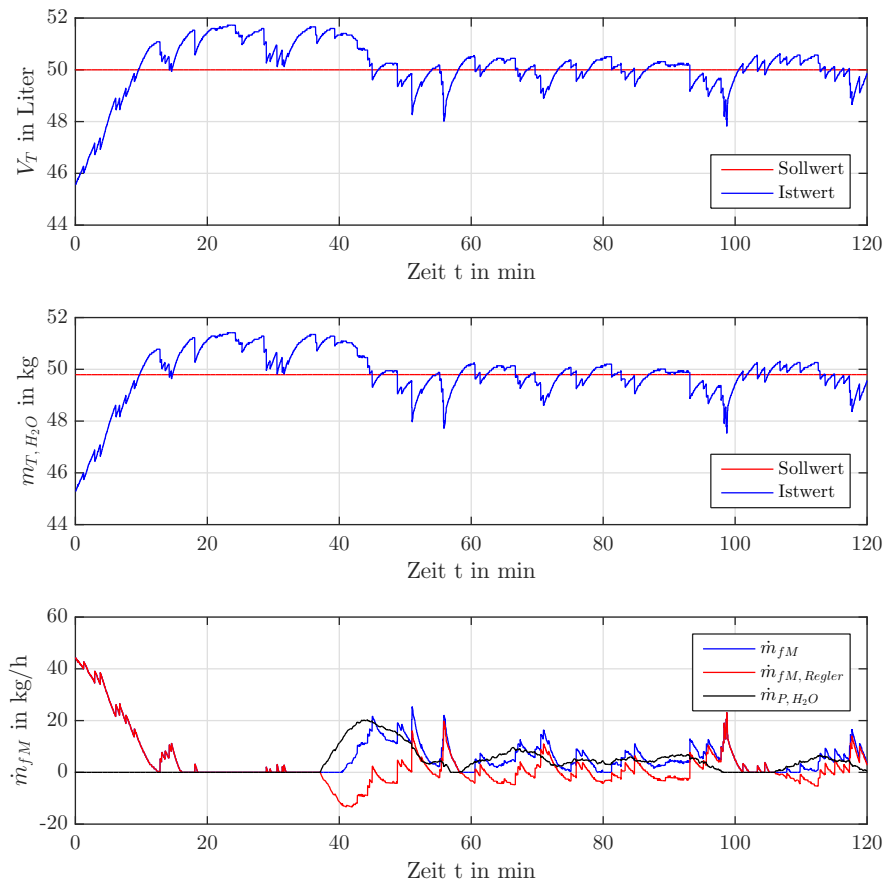 52
50
48
46
44
V_T in Liter
Sollwert
Istwert
0 20 40 60 80 100 120
Zeit t in min
52
50
48
46
44
m_{T,H_2O} in kg
Sollwert
Istwert
0 20 40 60 80 100 120
Zeit t in min
60
40
20
0
-20
ṁ_{fM} in kg/h
ṁ_{fM}
ṁ_{fM,Regler}
ṁ_{P,H_2O}
0 20 40 60 80 100 120
Zeit t in min